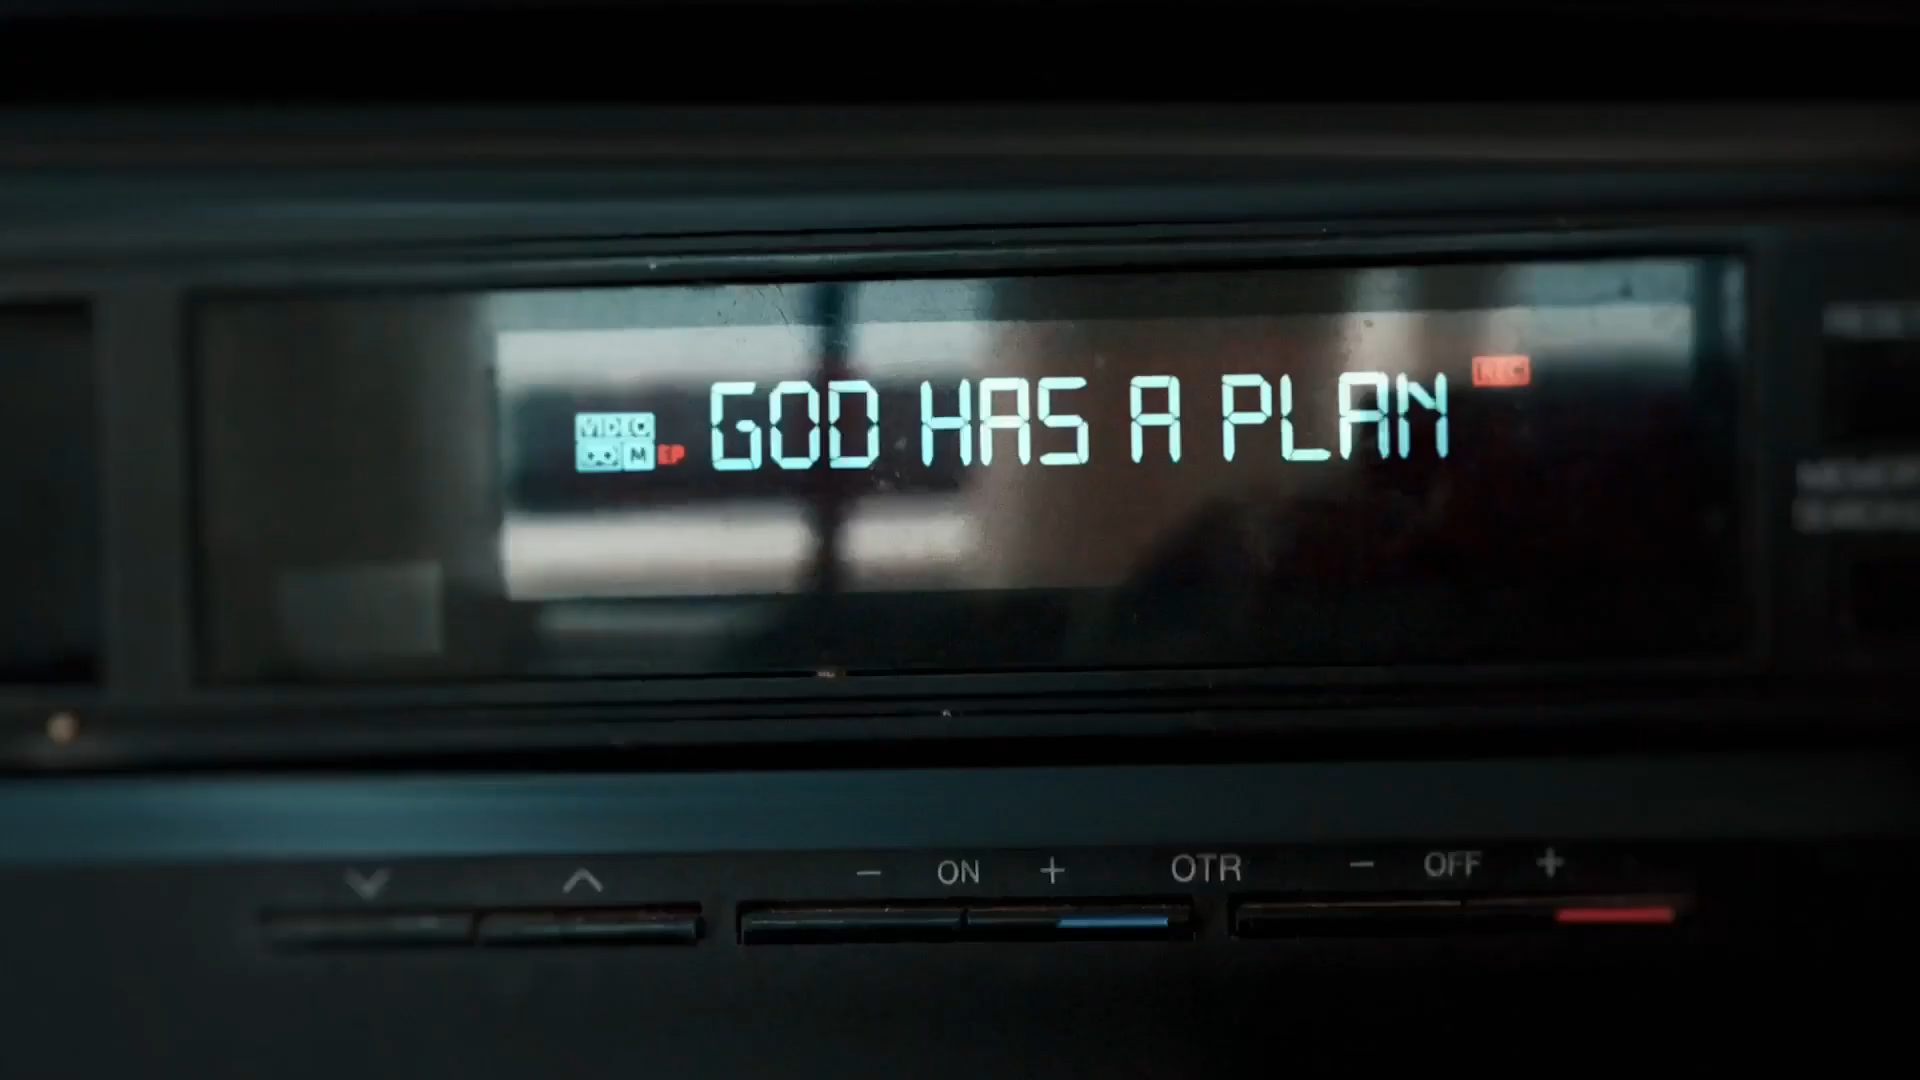 REC
VIDEO
GOD HAS A PLAN
M EP
- ON + OTR - OFF +